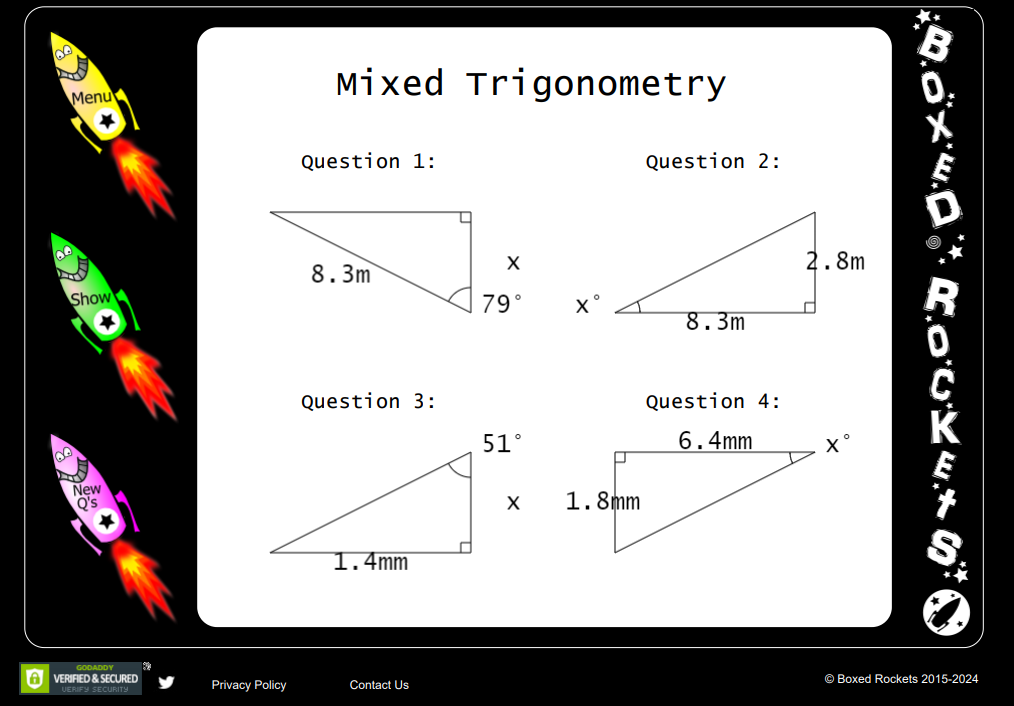 Mixed Trigonometry
Question 1:
8.3m
x
79°
Question 2:
2.8m
x°
8.3m
Question 3:
51°
x
1.4mm
Question 4:
6.4mm
x°
1.8mm
Menu
Show
New
Q's
BOXED ROCKETS
GODADDY
VERIFIED & SECURED
VERIFY SECURITY
Privacy Policy
Contact Us
© Boxed Rockets 2015-2024